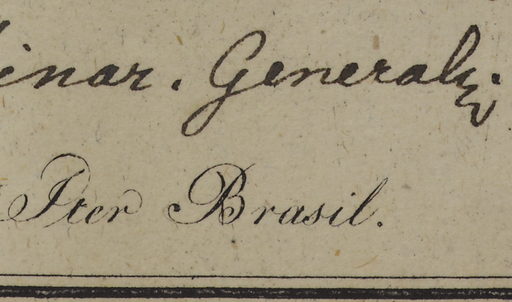 inar. Generalis.
Iter Brasil.